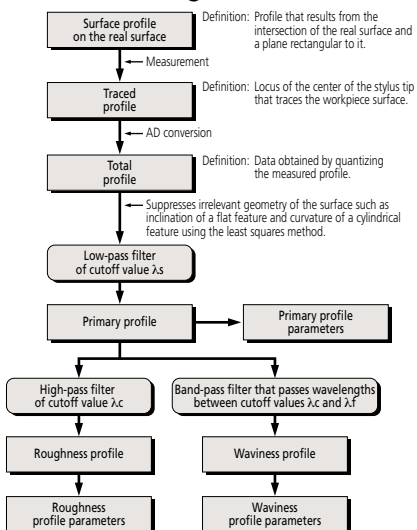 Surface profile
on the real surface
Definition: Profile that results from the
intersection of the real surface and
a plane rectangular to it.
Measurement
Traced
profile
Definition: Locus of the center of the stylus tip
that traces the workpiece surface.
AD conversion
Total
profile
Definition: Data obtained by quantizing
the measured profile.
Suppresses irrelevant geometry of the surface such as
inclination of a flat feature and curvature of a cylindrical
feature using the least squares method.
Low-pass filter
of cutoff value λs
Primary profile
Primary profile
parameters
High-pass filter
of cutoff value λc
Band-pass filter that passes wavelengths
between cutoff values λc and λf
Roughness profile
Waviness profile
Roughness
profile parameters
Waviness
profile parameters